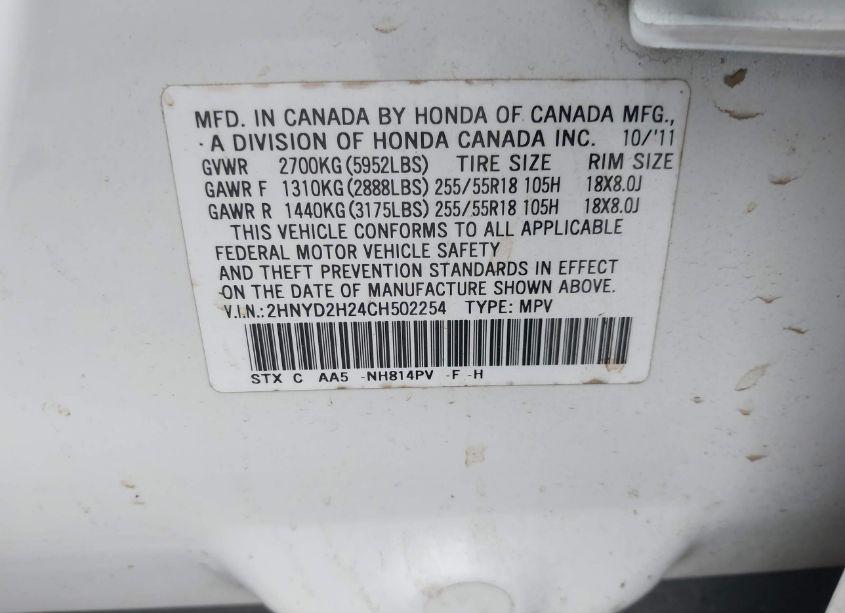 MFD. IN CANADA BY HONDA OF CANADA MFG.,
A DIVISION OF HONDA CANADA INC. 10/'11
GVWR 2700KG(5952LBS) TIRE SIZE RIM SIZE
GAWR F 1310KG(2888LBS) 255/55R18 105H 18X8.0J
GAWR R 1440KG(3175LBS) 255/55R18 105H 18X8.0J
THIS VEHICLE CONFORMS TO ALL APPLICABLE
FEDERAL MOTOR VEHICLE SAFETY
AND THEFT PREVENTION STANDARDS IN EFFECT
ON THE DATE OF MANUFACTURE SHOWN ABOVE.
V.I.N.:2HNYD2H24CH502254 TYPE: MPV
STX C AA5 -NH814PV -F -H